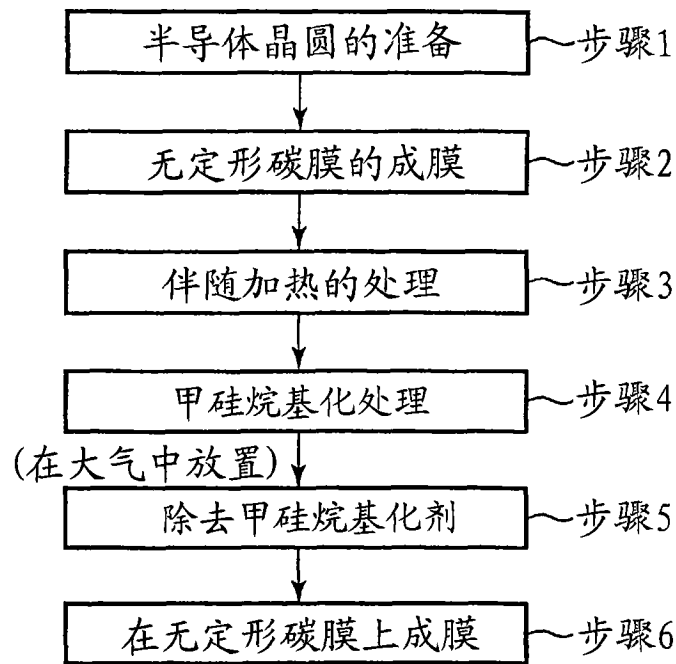 半导体晶圆的准备 步骤1
无定形碳膜的成膜 步骤2
伴随加热的处理 步骤3
甲硅烷基化处理 步骤4
(在大气中放置)
除去甲硅烷基化剂 步骤5
在无定形碳膜上成膜 步骤6